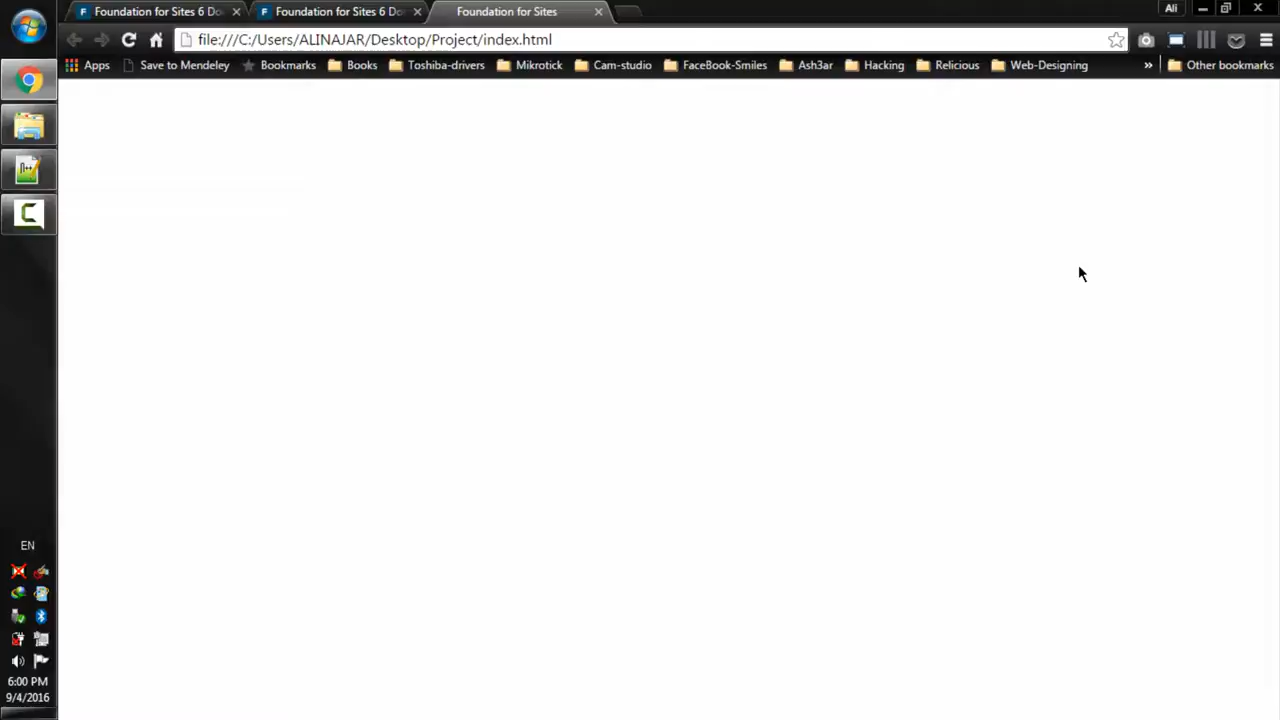 Foundation for Sites 6 Do
Foundation for Sites 6 Do
Foundation for Sites
Ali
file:///C:/Users/ALINAJAR/Desktop/Project/index.html
Apps
Save to Mendeley
Bookmarks
Books
Toshiba-drivers
Mikrotick
Cam-studio
FaceBook-Smiles
Ash3ar
Hacking
Relicious
Web-Designing
»
Other bookmarks
EN
6:00 PM
9/4/2016